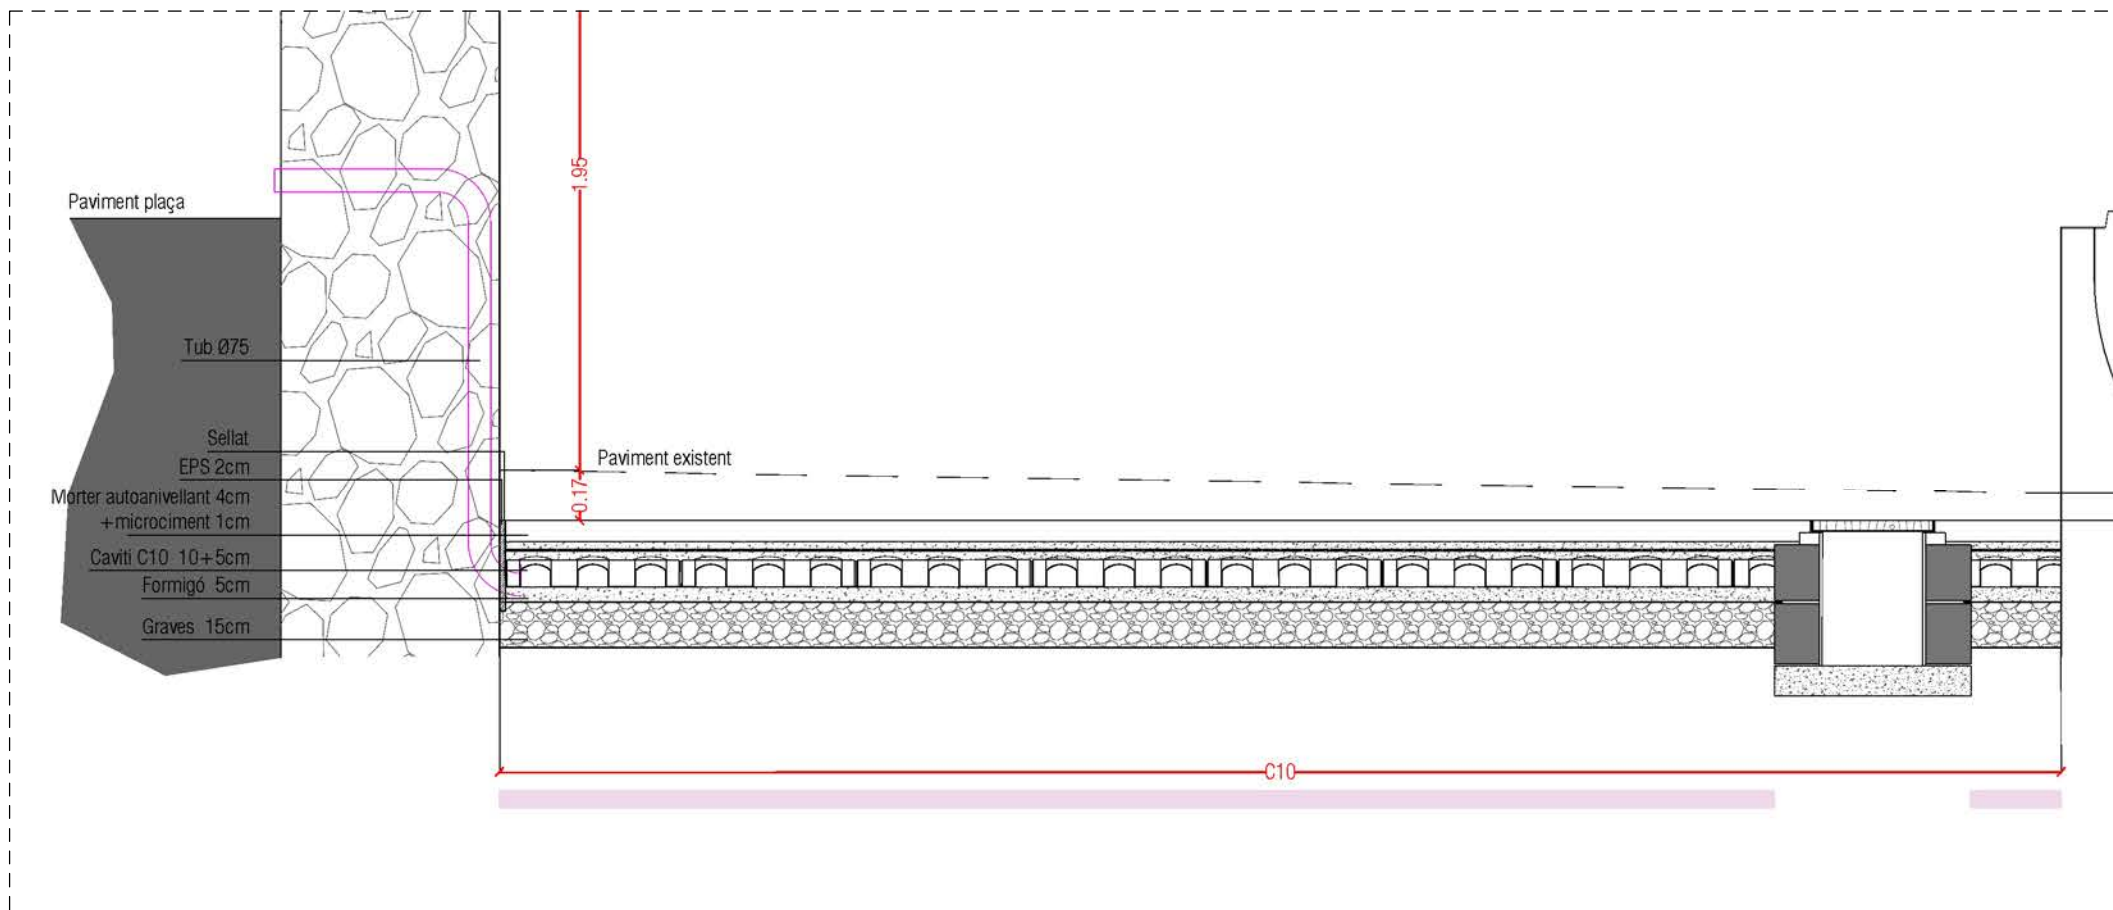 1.95
Paviment plaça
Tub Ø75
Sellat
Paviment existent
EPS 2cm
0.17
Morter autoanivellant 4cm
+microciment 1cm
Caviti C10 10+5cm
Formigó 5cm
Graves 15cm
C10